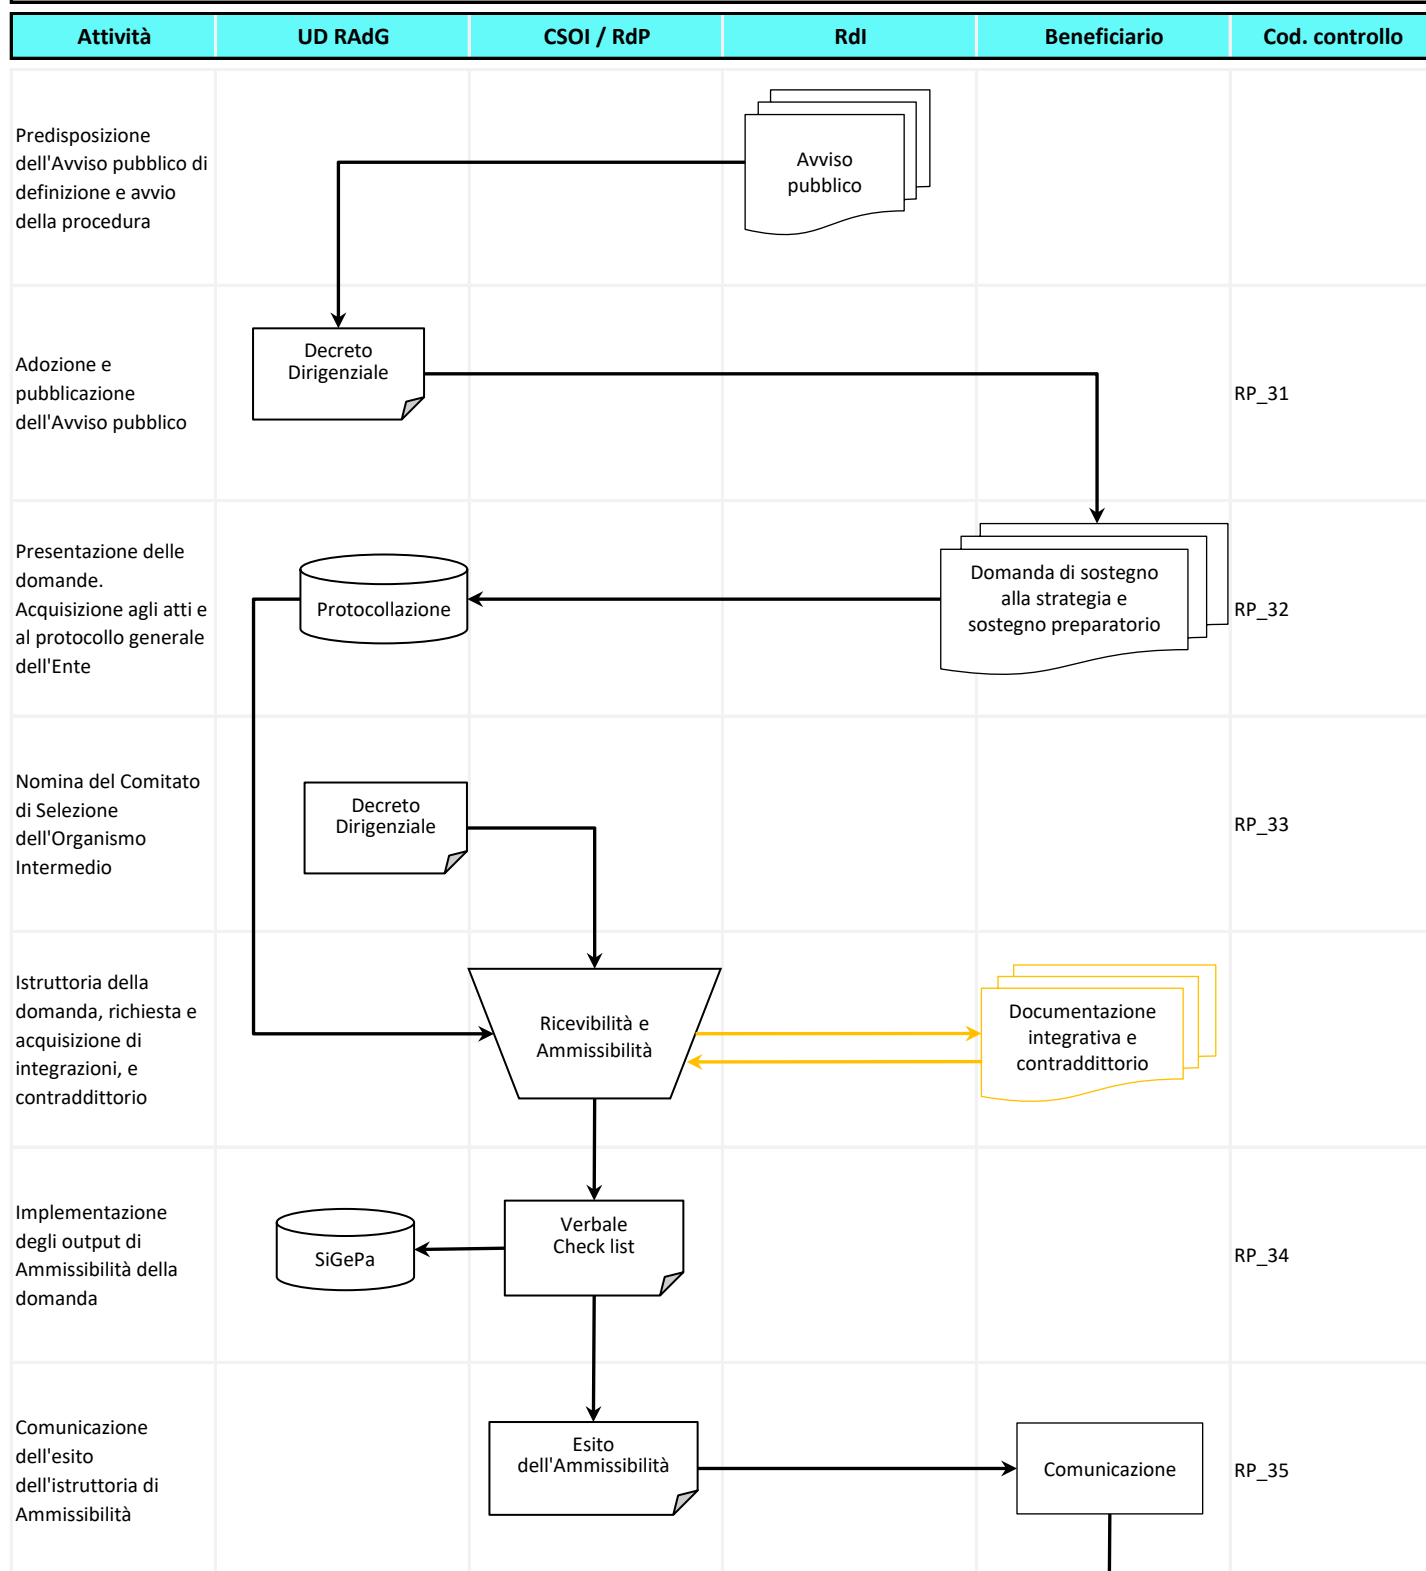 Attività
UD RAdG
CSOI / RdP
RdI
Beneficiario
Cod. controllo
Predisposizione
dell'Avviso pubblico di
definizione e avvio
della procedura
Avviso
pubblico
Adozione e
pubblicazione
dell'Avviso pubblico
Decreto
Dirigenziale
RP_31
Presentazione delle
domande.
Acquisizione agli atti e
al protocollo generale
dell'Ente
Protocollazione
Domanda di sostegno
alla strategia e
sostegno preparatorio
RP_32
Nomina del Comitato
di Selezione
dell'Organismo
Intermedio
Decreto
Dirigenziale
RP_33
Istruttoria della
domanda, richiesta e
acquisizione di
integrazioni, e
contraddittorio
Ricevibilità e
Ammissibilità
Documentazione
integrativa e
contraddittorio
Implementazione
degli output di
Ammissibilità della
domanda
SiGePa
Verbale
Check list
RP_34
Comunicazione
dell'esito
dell'istruttoria di
Ammissibilità
Esito
dell'Ammissibilità
Comunicazione
RP_35